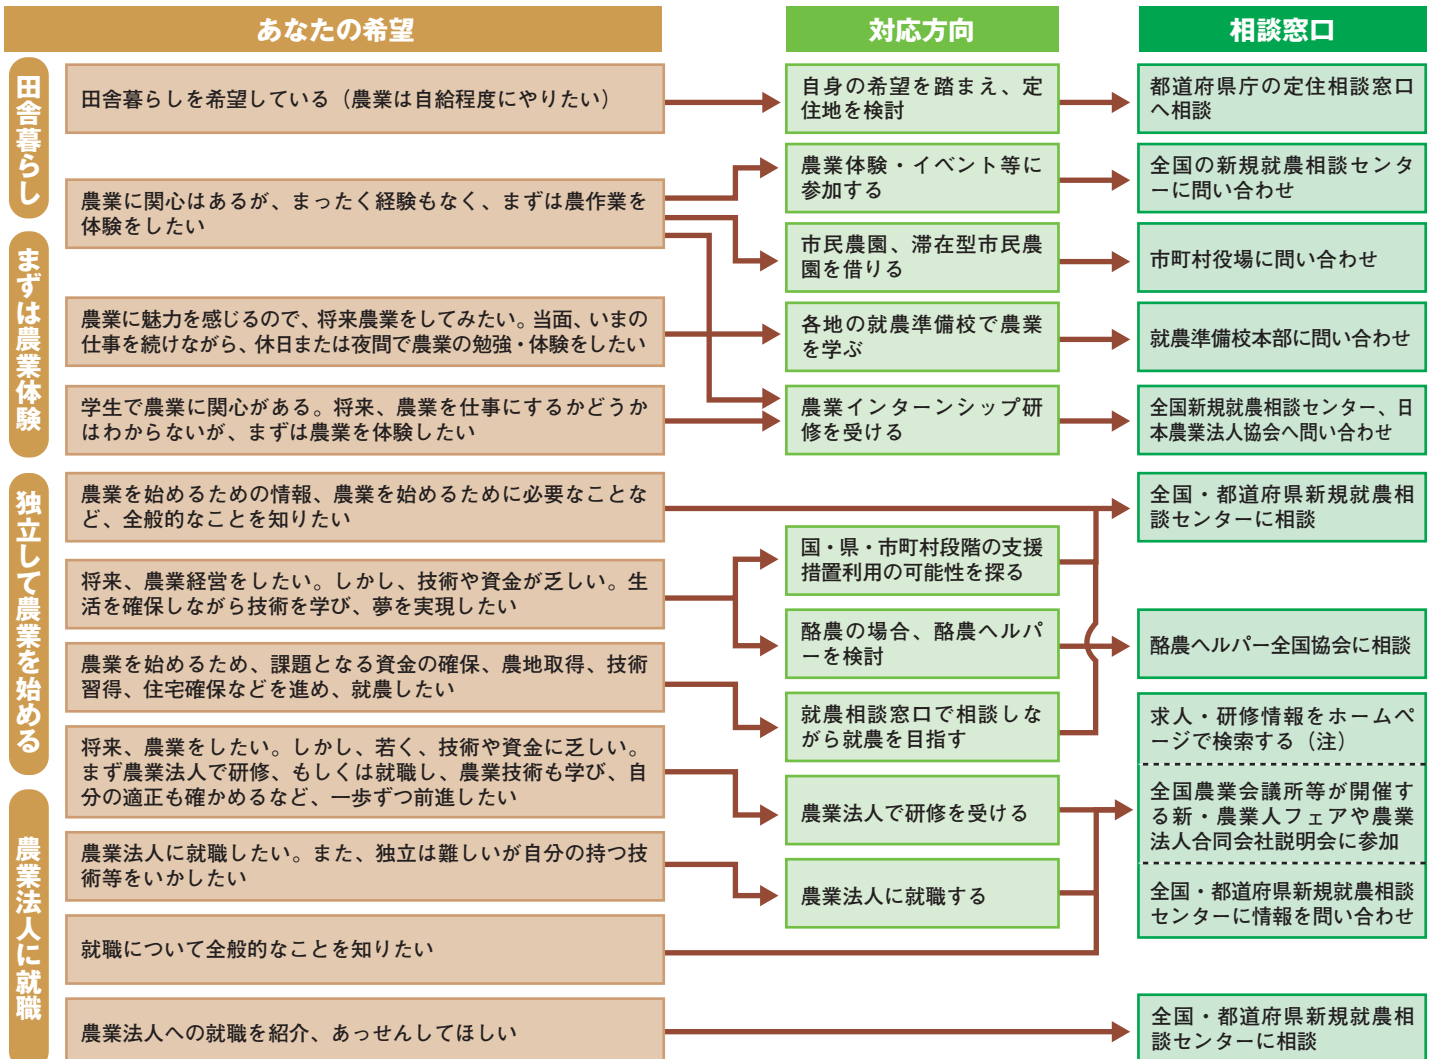 あなたの希望
対応方向
相談窓口
田舎暮らし
田舎暮らしを希望している（農業は自給程度にやりたい）
自身の希望を踏まえ、定
住地を検討
都道府県庁の定住相談窓口
へ相談
農業に関心はあるが、まったく経験もなく、まずは農作業を
体験をしたい
農業体験・イベント等に
参加する
全国の新規就農相談センタ
ーに問い合わせ
市民農園、滞在型市民農
園を借りる
市町村役場に問い合わせ
まずは農業体験
農業に魅力を感じるので、将来農業をしてみたい。当面、いまの
仕事を続けながら、休日または夜間で農業の勉強・体験をしたい
各地の就農準備校で農業
を学ぶ
就農準備校本部に問い合わせ
学生で農業に関心がある。将来、農業を仕事にするかどうか
はわからないが、まずは農業を体験したい
農業インターンシップ研
修を受ける
全国新規就農相談センター、日
本農業法人協会へ問い合わせ
独立して農業を始める
農業を始めるための情報、農業を始めるために必要なことな
ど、全般的なことを知りたい
全国・都道府県新規就農相
談センターに相談
将来、農業経営をしたい。しかし、技術や資金が乏しい。生
活を確保しながら技術を学び、夢を実現したい
国・県・市町村段階の支援
措置利用の可能性を探る
酪農の場合、酪農ヘルパ
ーを検討
酪農ヘルパー全国協会に相談
農業を始めるため、課題となる資金の確保、農地取得、技術
習得、住宅確保などを進め、就農したい
就農相談窓口で相談しな
がら就農を目指す
将来、農業をしたい。しかし、若く、技術や資金に乏しい。
まず農業法人で研修、もしくは就職し、農業技術も学び、自
分の適正も確かめるなど、一歩ずつ前進したい
農業法人で研修を受ける
求人・研修情報をホームペ
ージで検索する（注）
全国農業会議所等が開催す
る新・農業人フェアや農業
法人合同会社説明会に参加
全国・都道府県新規就農相談
センターに情報を問い合わせ
農業法人に就職
農業法人に就職したい。また、独立は難しいが自分の持つ技
術等をいかしたい
農業法人に就職する
就職について全般的なことを知りたい
農業法人への就職を紹介、あっせんしてほしい
全国・都道府県新規就農相
談センターに相談